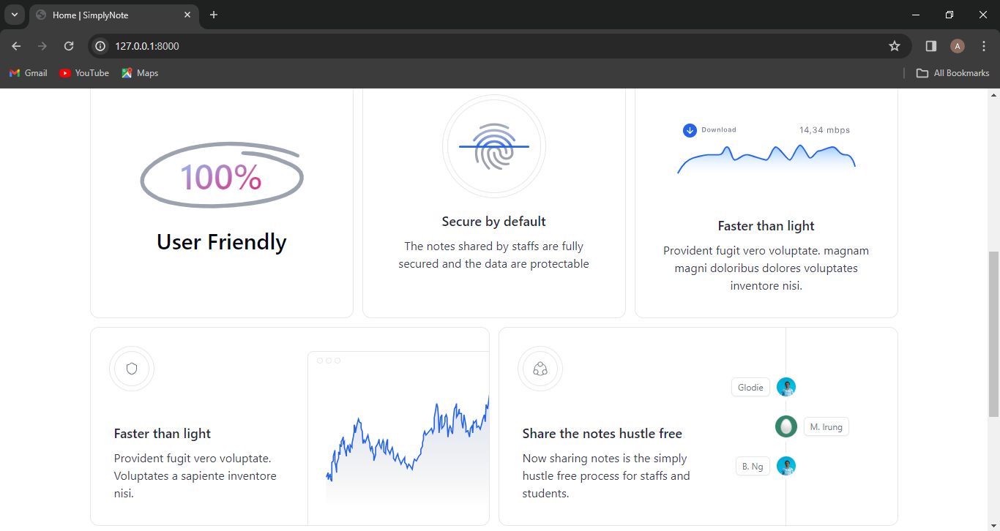 Home | SimplyNote
127.0.0.1:8000
A
Gmail
YouTube
Maps
All Bookmarks
100%
User Friendly
Secure by default
The notes shared by staffs are fully
secured and the data are protectable
Download
14,34 mbps
Faster than light
Provident fugit vero voluptate. magnam
magni doloribus dolores voluptates
inventore nisi.
Faster than light
Provident fugit vero voluptate.
Voluptates a sapiente inventore
nisi.
Share the notes hustle free
Now sharing notes is the simply
hustle free process for staffs and
students.
Glodie
M. Irung
B. Ng